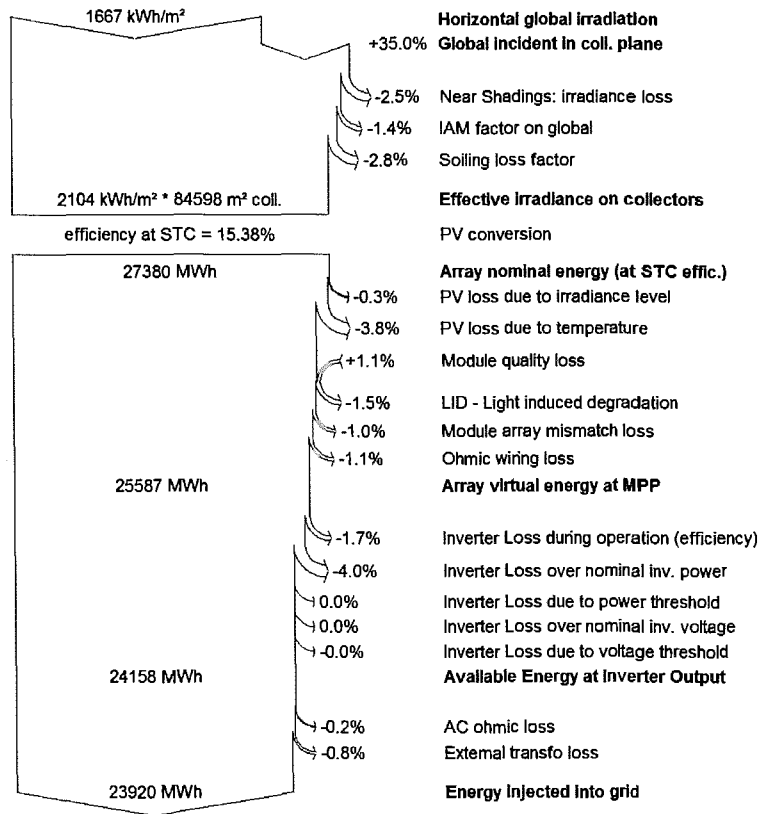 1667 kWh/m² Horizontal global irradiation
+35.0% Global incident in coll. plane
-2.5% Near Shadings: irradiance loss
-1.4% IAM factor on global
-2.8% Soiling loss factor
2104 kWh/m² * 84598 m² coll. Effective irradiance on collectors
efficiency at STC = 15.38% PV conversion
27380 MWh Array nominal energy (at STC effic.)
-0.3% PV loss due to irradiance level
-3.8% PV loss due to temperature
+1.1% Module quality loss
-1.5% LID - Light induced degradation
-1.0% Module array mismatch loss
-1.1% Ohmic wiring loss
25587 MWh Array virtual energy at MPP
-1.7% Inverter Loss during operation (efficiency)
-4.0% Inverter Loss over nominal inv. power
0.0% Inverter Loss due to power threshold
0.0% Inverter Loss over nominal inv. voltage
-0.0% Inverter Loss due to voltage threshold
24158 MWh Available Energy at Inverter Output
-0.2% AC ohmic loss
-0.8% External transfo loss
23920 MWh Energy injected into grid